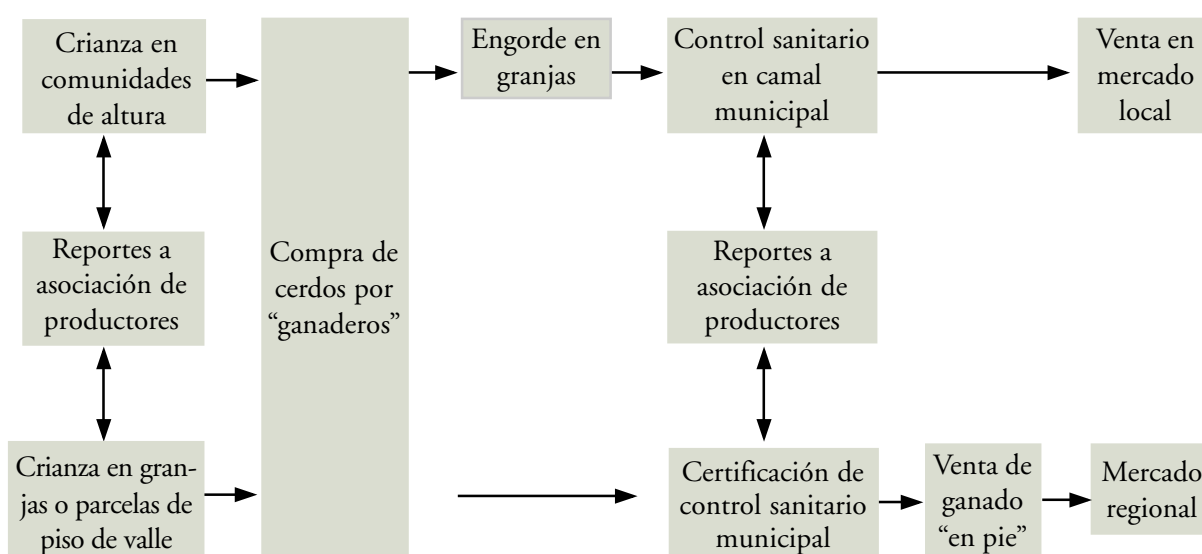 Crianza en
comunidades
de altura
Reportes a
asociación de
productores
Crianza en gran-
jas o parcelas de
piso de valle
Compra de
cerdos por
“ganaderos”
Engorde en
granjas
Control sanitario
en camal
municipal
Venta en
mercado
local
Reportes a
asociación de
productores
Certificación de
control sanitario
municipal
Venta de
ganado
“en pie”
Mercado
regional